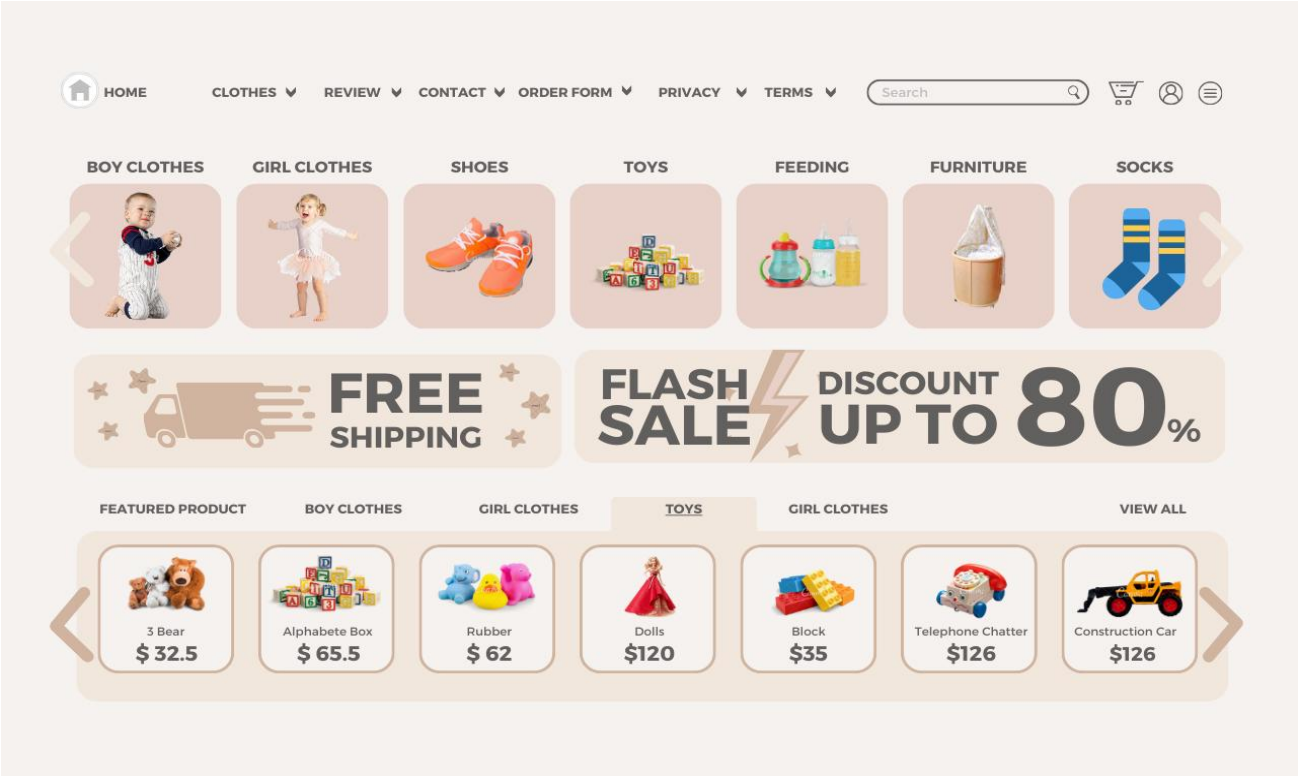 HOME CLOTHES REVIEW CONTACT ORDER FORM PRIVACY TERMS Search
BOY CLOTHES GIRL CLOTHES SHOES TOYS FEEDING FURNITURE SOCKS
FREE
SHIPPING
FLASH
SALE
DISCOUNT
UP TO 80%
FEATURED PRODUCT BOY CLOTHES GIRL CLOTHES TOYS GIRL CLOTHES VIEW ALL
3 Bear Alphabete Box Rubber Dolls Block Telephone Chatter Construction Car
$ 32.5 $ 65.5 $ 62 $120 $35 $126 $126